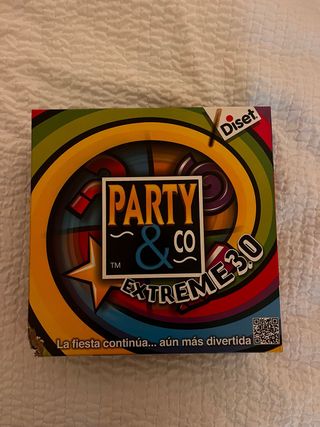 Diset
PARTY
& CO
TM
EXTREME 3.0
La fiesta continúa... aún más divertida